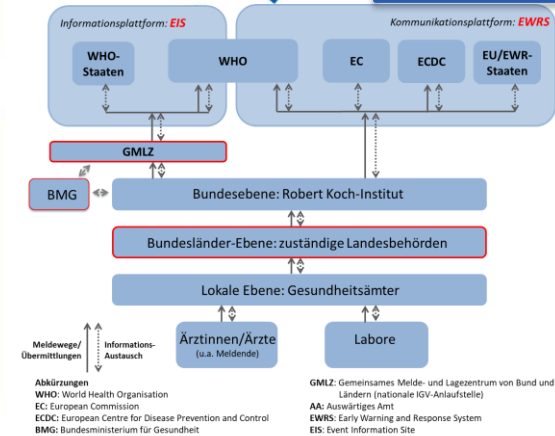 Informationsplattform: EIS
Kommunikationsplattform: EWRS
WHO-
Staaten
WHO
EC
ECDC
EU/EWR-
Staaten
GMLZ
BMG
Bundesebene: Robert Koch-Institut
Bundesländer-Ebene: zuständige Landesbehörden
Lokale Ebene: Gesundheitsämter
Ärztinnen/Ärzte
(u.a. Meldende)
Labore
Meldewege/
Übermittlungen
Informations-
Austausch
Abkürzungen
WHO: World Health Organisation
EC: European Commission
ECDC: European Centre for Disease Prevention and Control
BMG: Bundesministerium für Gesundheit
GMLZ: Gemeinsames Melde- und Lagezentrum von Bund und
Ländern (nationale IGV-Anlaufstelle)
AA: Auswärtiges Amt
EWRS: Early Warning and Response System
EIS: Event Information Site